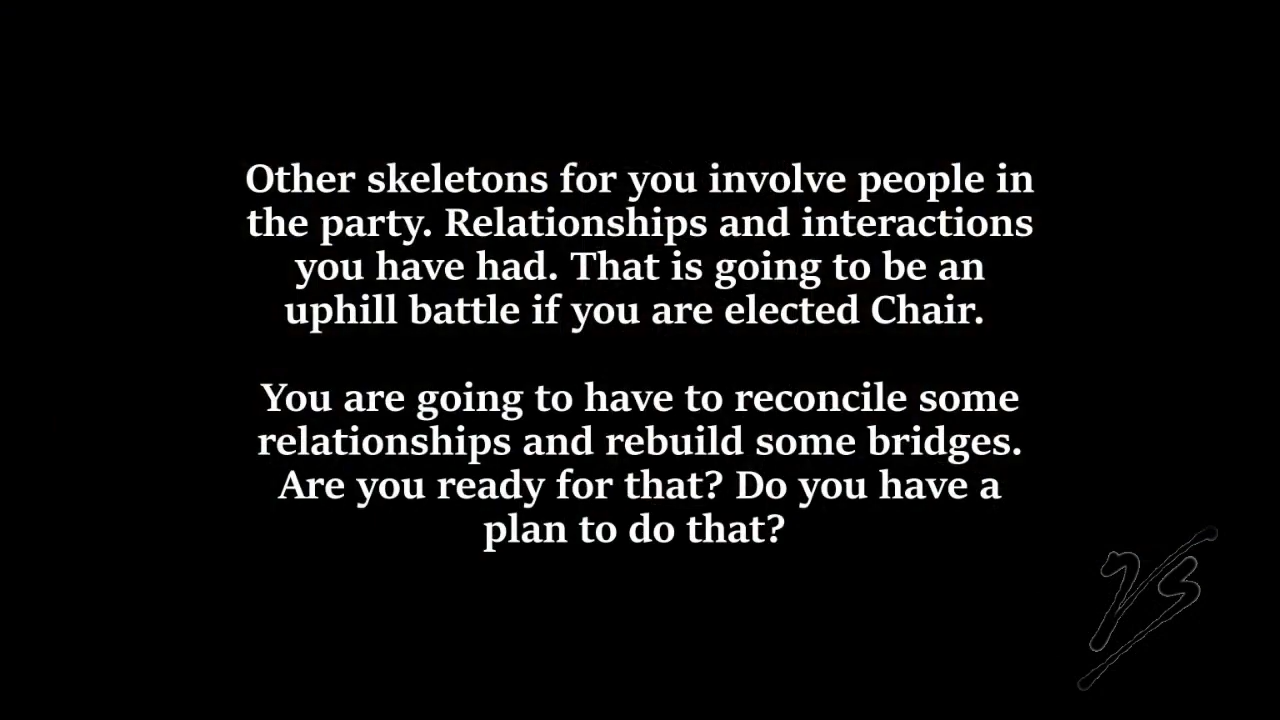 Other skeletons for you involve people in
the party. Relationships and interactions
you have had. That is going to be an
uphill battle if you are elected Chair.
You are going to have to reconcile some
relationships and rebuild some bridges.
Are you ready for that? Do you have a
plan to do that?